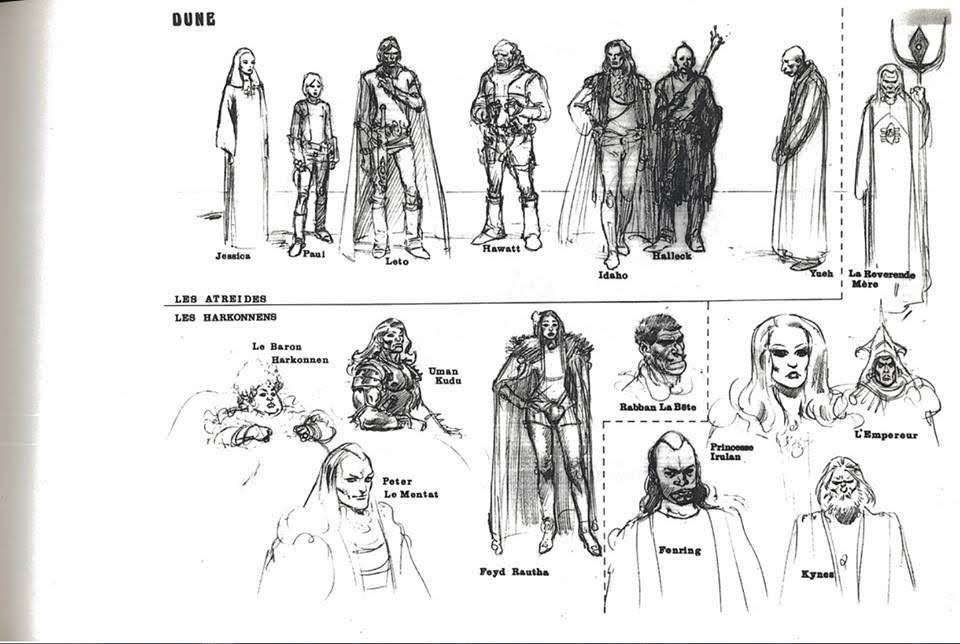 DUNE
Jessica
Paul
Leto
Hawatt
Idaho
Halleck
Yueh
La Reverende
Mère
LES ATREIDES
LES HARKONNENS
Le Baron
Harkonnen
Uman
Kudu
Peter
Le Mentat
Feyd Rautha
Rabban La Bête
Princesse
Irulan
L'Empereur
Fenring
Kynes